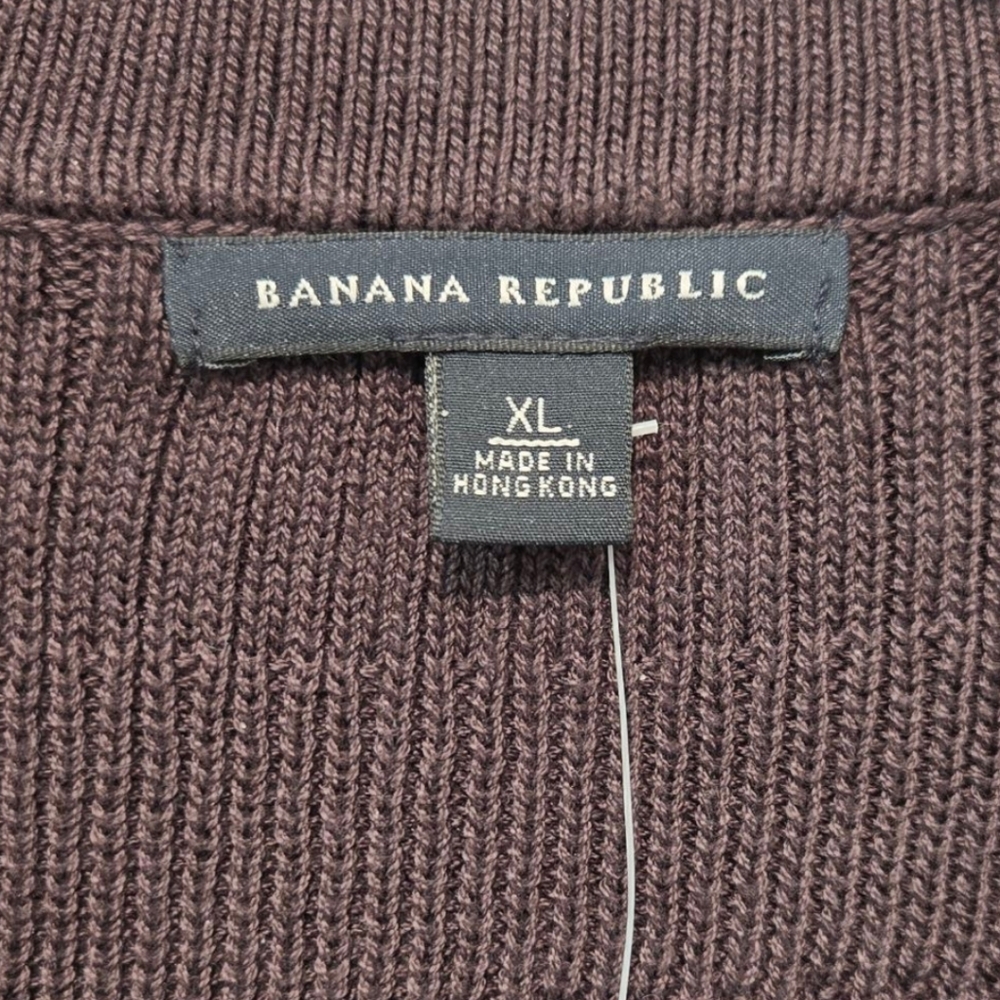 BANANA REPUBLIC
XL
MADE IN
HONG KONG